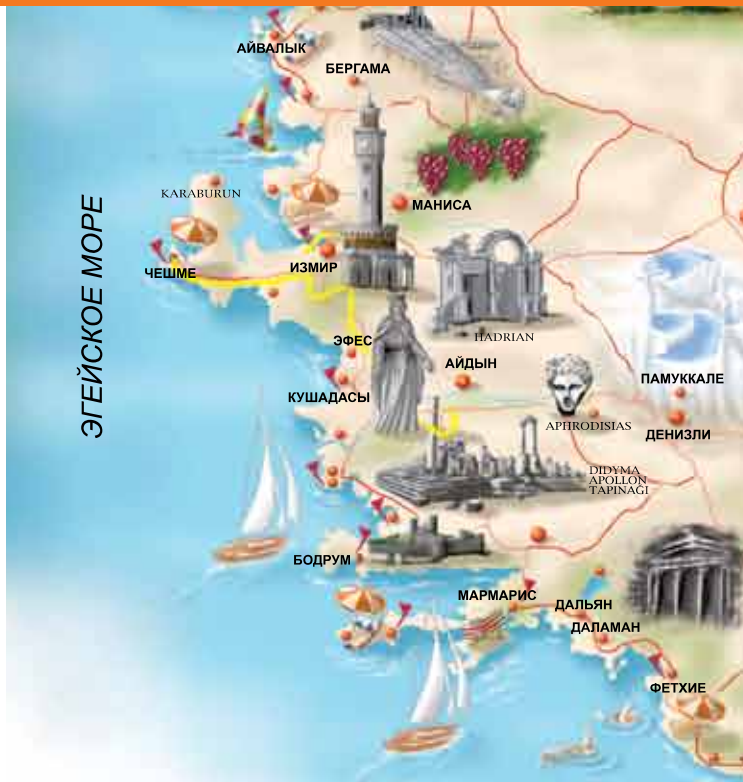 АЙВАЛЫК
БЕРГАМА
KARABURUN
МАНИСА
ЭГЕЙСКОЕ МОРЕ
ЧЕШМЕ
ИЗМИР
HADRIAN
ЭФЕС
АЙДЫН
ПАМУККАЛЕ
КУШАДАСЫ
APHRODISIAS
ДЕНИЗЛИ
DIDYMA
APOLLON
TAPINAĞI
БОДРУМ
МАРМАРИС
ДАЛЬЯН
ДАЛАМАН
ФЕТХИЕ